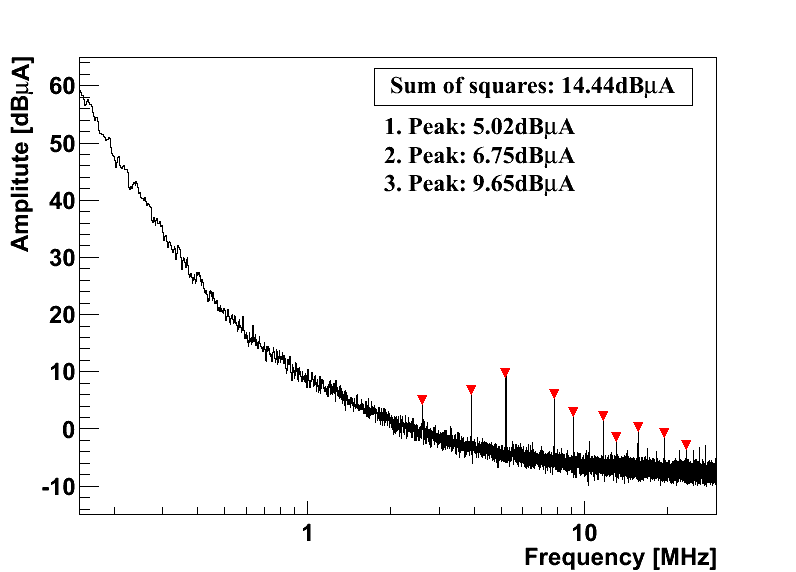 Sum of squares: 14.44dBμA
1. Peak: 5.02dBμA
2. Peak: 6.75dBμA
3. Peak: 9.65dBμA
Amplitude [dBμA]
60
50
40
30
20
10
0
-10
1 10
Frequency [MHz]